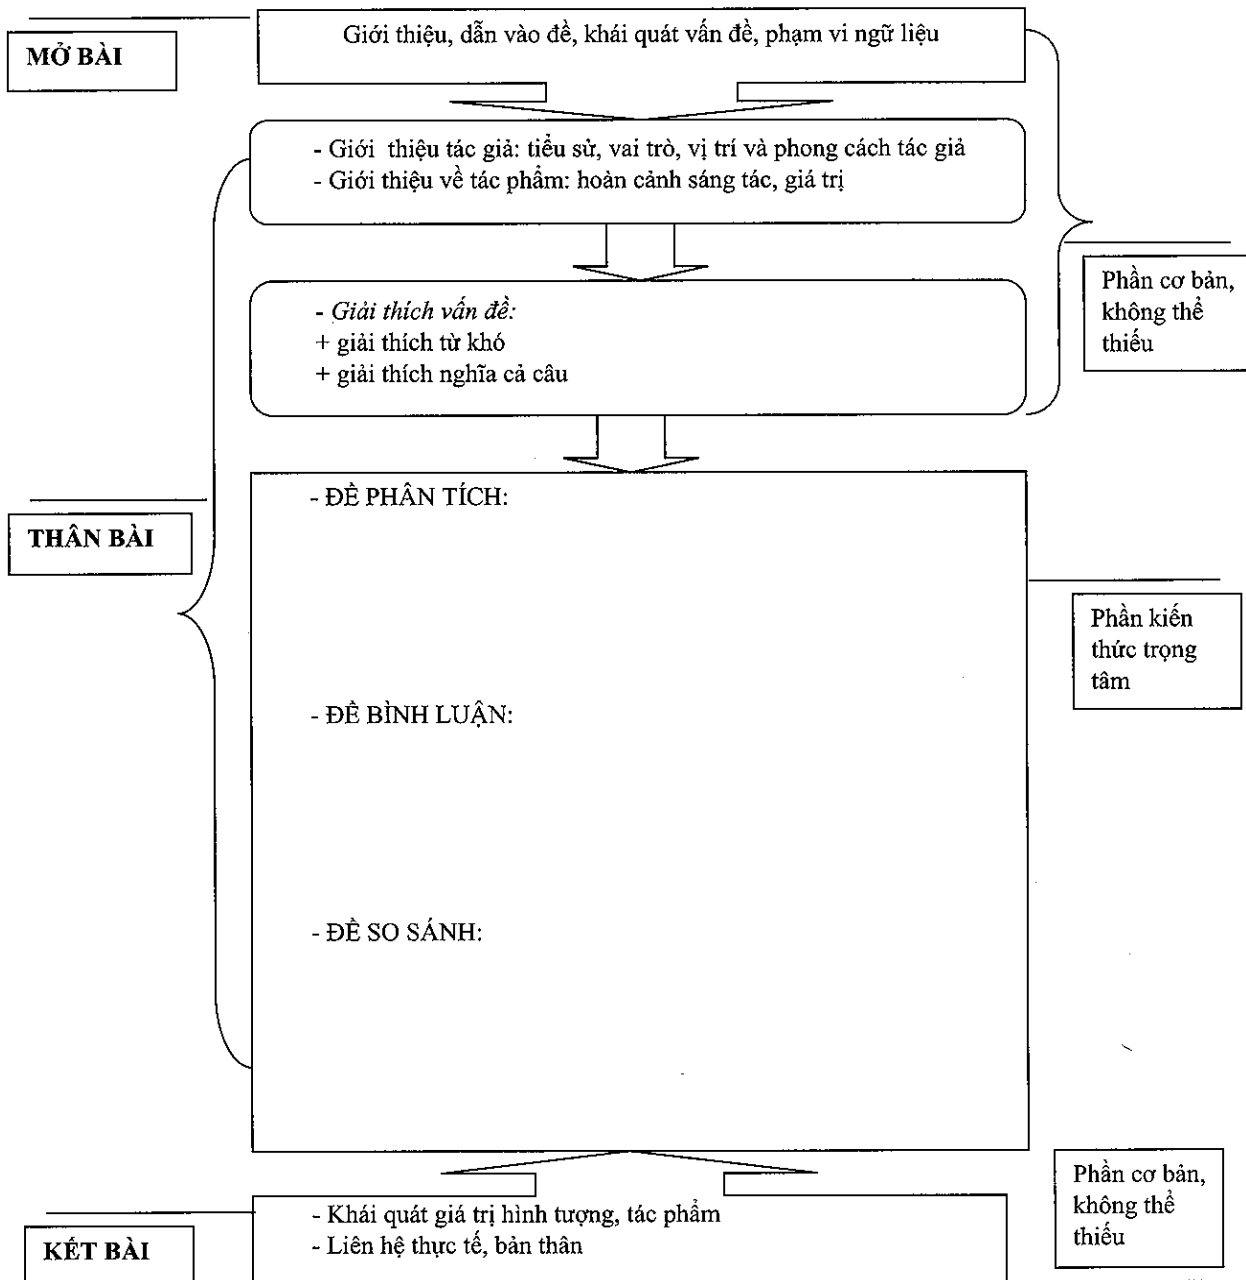 MỞ BÀI
Giới thiệu, dẫn vào đề, khái quát vấn đề, phạm vi ngữ liệu
- Giới thiệu tác giả: tiểu sử, vai trò, vị trí và phong cách tác giả
- Giới thiệu về tác phẩm: hoàn cảnh sáng tác, giá trị
- Giải thích vấn đề:
+ giải thích từ khó
+ giải thích nghĩa cả câu
Phần cơ bản,
không thể
thiếu
THÂN BÀI
- ĐỀ PHÂN TÍCH:
- ĐỀ BÌNH LUẬN:
- ĐỀ SO SÁNH:
Phần kiến
thức trọng
tâm
KẾT BÀI
- Khái quát giá trị hình tượng, tác phẩm
- Liên hệ thực tế, bản thân
Phần cơ bản,
không thể
thiếu